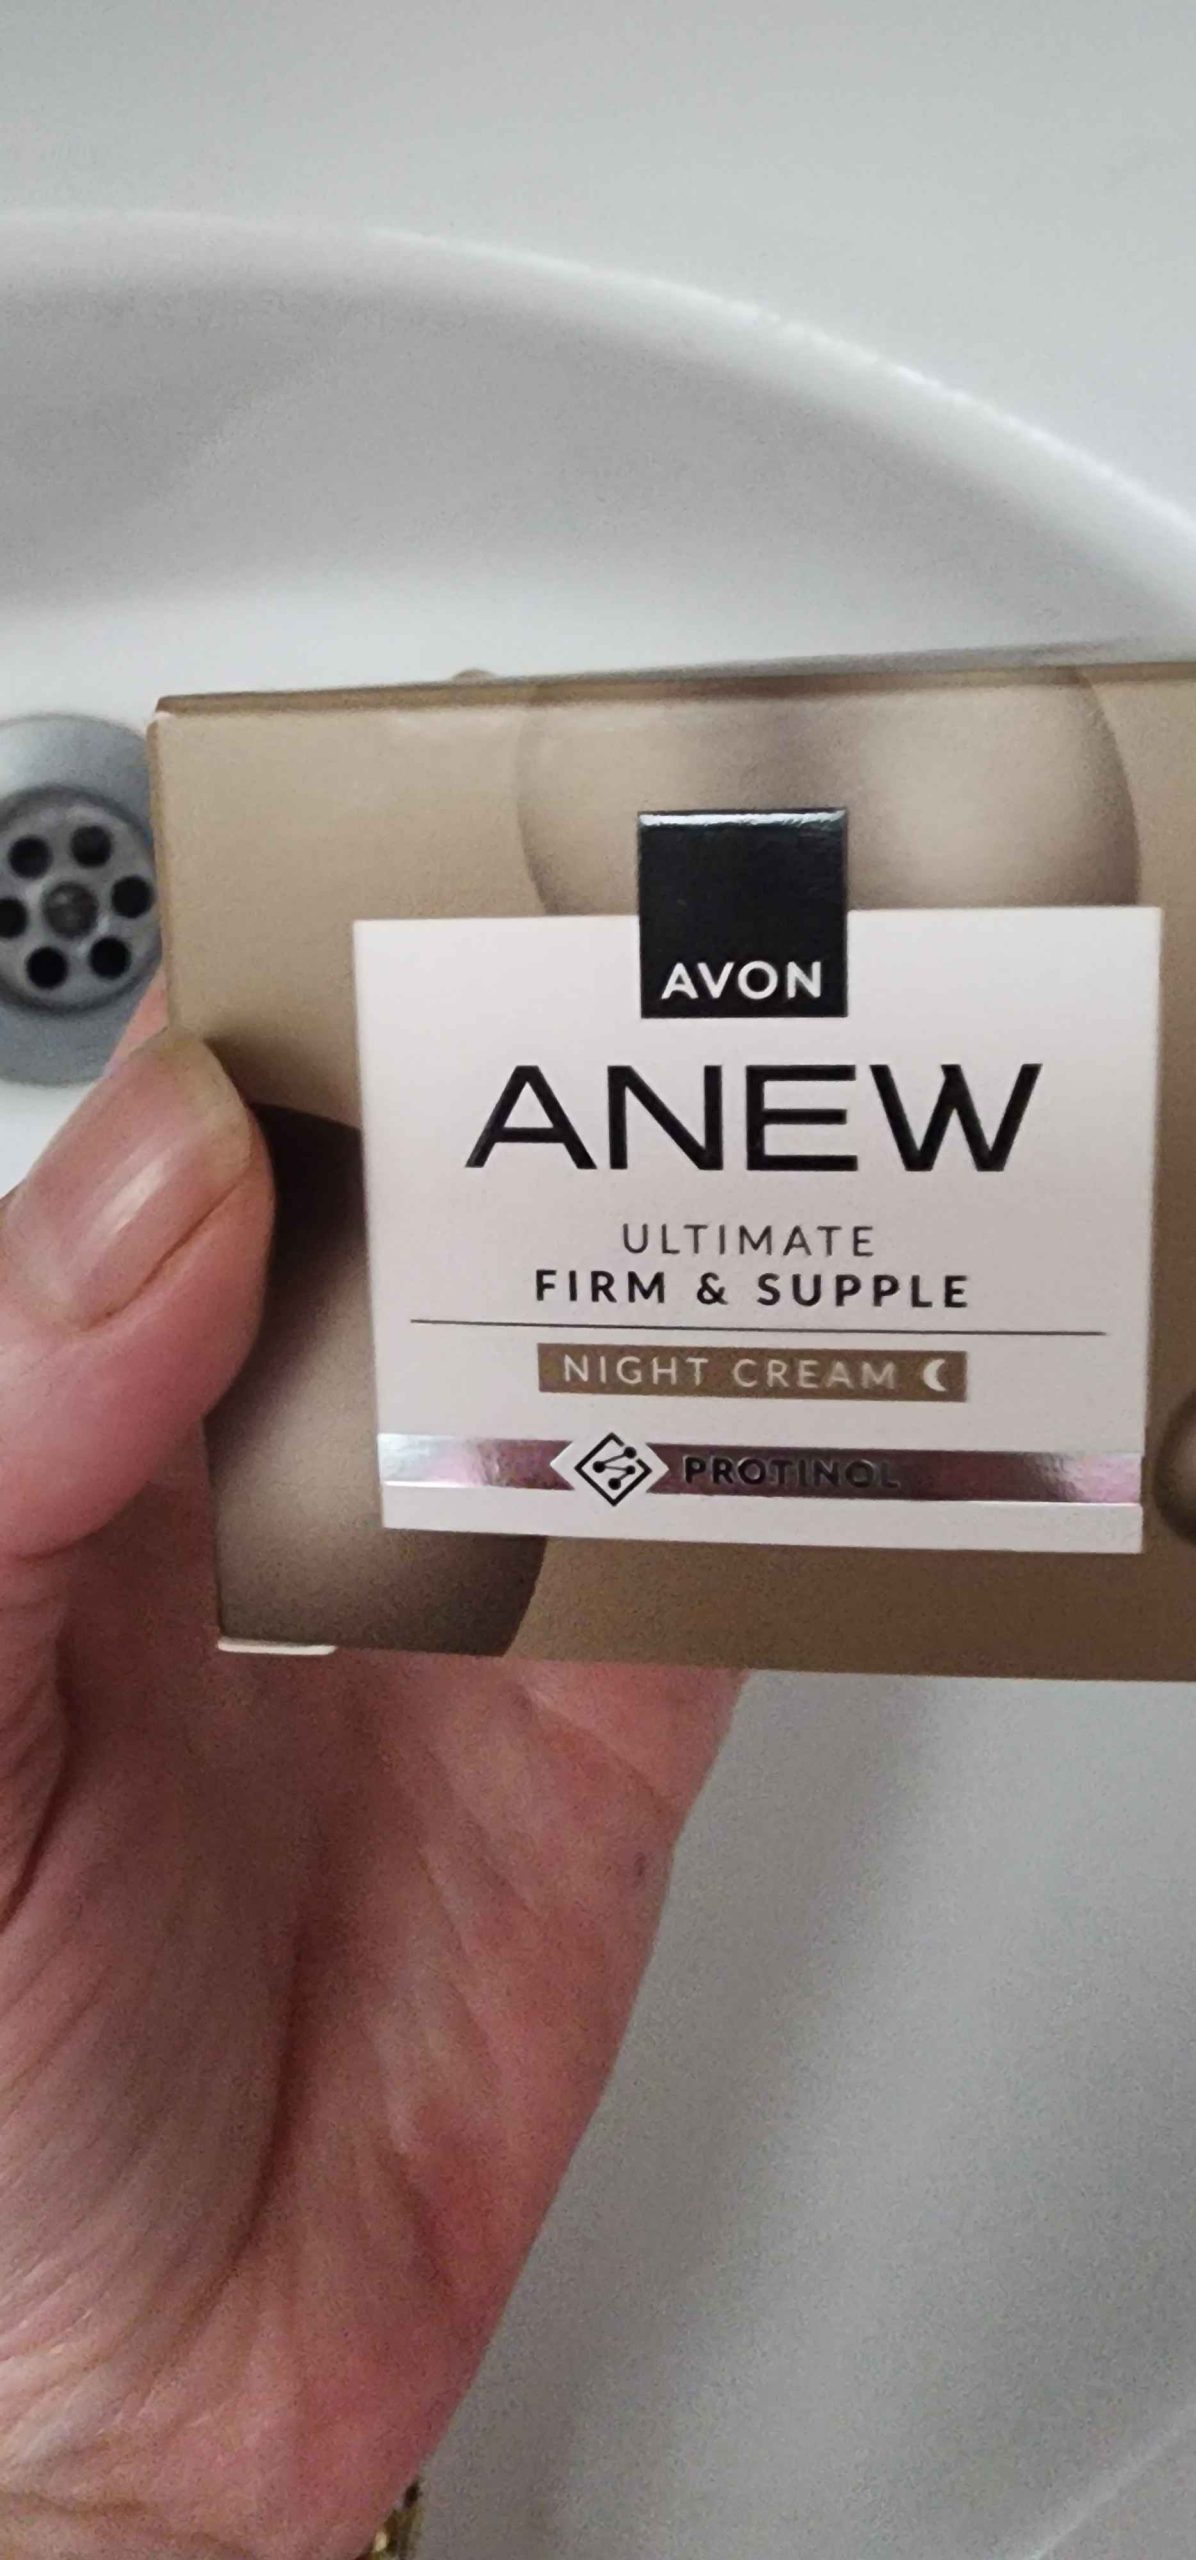 AVON
ANEW
ULTIMATE
FIRM & SUPPLE
NIGHT CREAM
PROTINOL